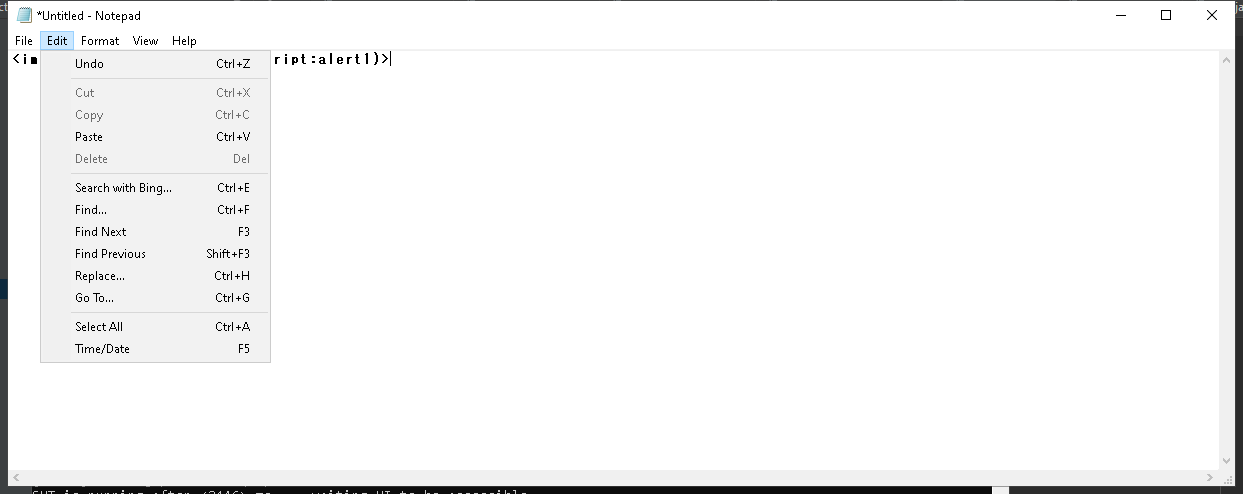 *Untitled - Notepad
File Edit Format View Help
<im ript:alert1)>
Undo Ctrl+Z
Cut Ctrl+X
Copy Ctrl+C
Paste Ctrl+V
Delete Del
Search with Bing... Ctrl+E
Find... Ctrl+F
Find Next F3
Find Previous Shift+F3
Replace... Ctrl+H
Go To... Ctrl+G
Select All Ctrl+A
Time/Date F5